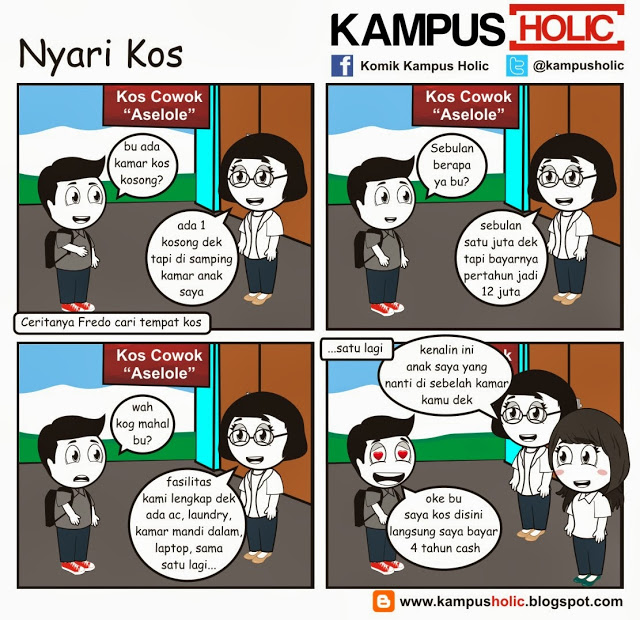 Nyari Kos
KAMPUS HOLIC
Komik Kampus Holic
@kampusholic
Kos Cowok
"Aselole"
bu ada
kamar kos
kosong?
ada 1
kosong dek
tapi di samping
kamar anak
saya
Ceritanya Fredo cari tempat kos
Kos Cowok
"Aselole"
Sebulan
berapa
ya bu?
sebulan
satu juta dek
tapi bayarnya
pertahun jadi
12 juta
Kos Cowok
"Aselole"
wah
kog mahal
bu?
fasilitas
kami lengkap dek
ada ac, laundry,
kamar mandi dalam,
laptop, sama
satu lagi...
...satu lagi
k
kenalin ini
anak saya yang
nanti di sebelah kamar
kamu dek
oke bu
saya kos disini
langsung saya bayar
4 tahun cash
www.kampusholic.blogspot.com